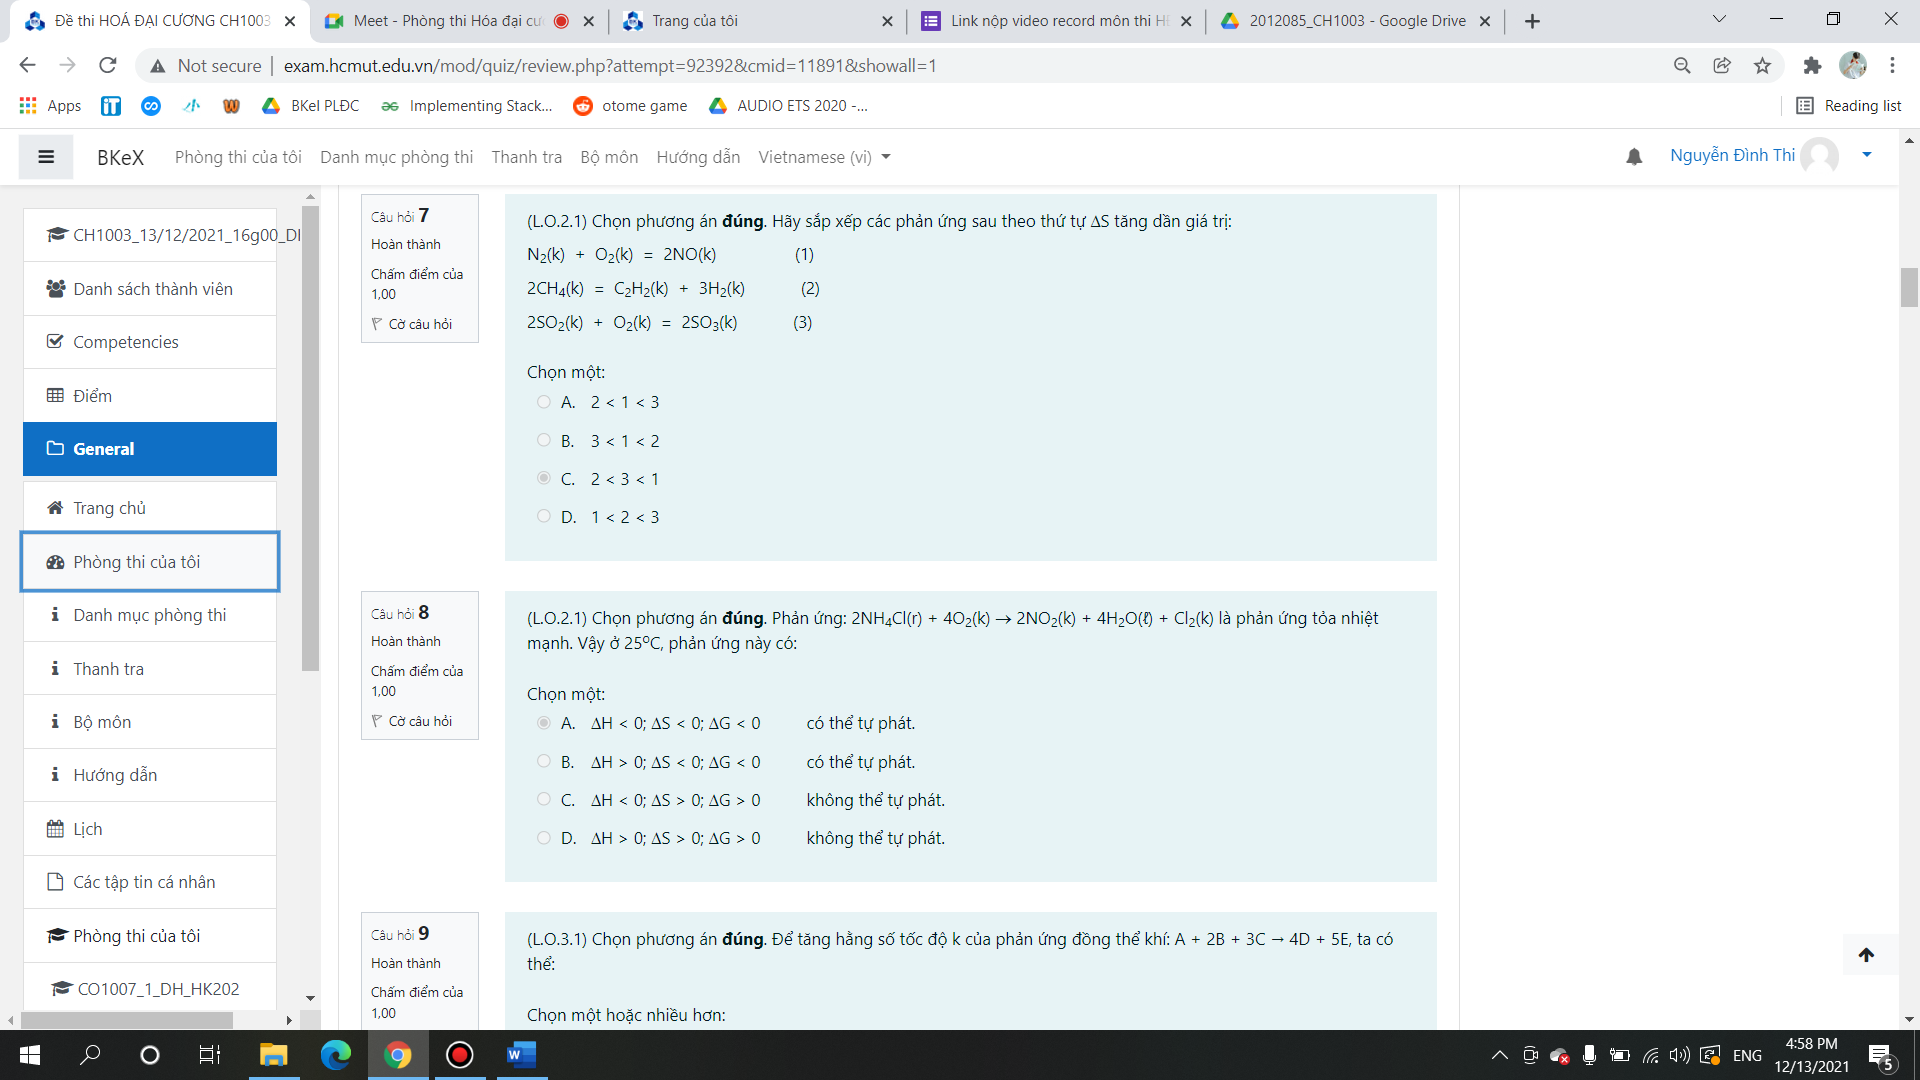 Đề thi HOÁ ĐẠI CƯƠNG CH1003
Meet - Phòng thi Hóa đại cươ
Trang của tôi
Link nộp video record môn thi H
2012085_CH1003 - Google Drive
Not secure | exam.hcmut.edu.vn/mod/quiz/review.php?attempt=92392&cmid=11891&showall=1
Apps
BKel PLĐC
Implementing Stack...
otome game
AUDIO ETS 2020 -...
Reading list
BKeX
Phòng thi của tôi
Danh mục phòng thi
Thanh tra
Bộ môn
Hướng dẫn
Vietnamese (vi)
Nguyễn Đình Thi
CH1003_13/12/2021_16g00_DI
Danh sách thành viên
Competencies
Điểm
General
Trang chủ
Phòng thi của tôi
Danh mục phòng thi
Thanh tra
Bộ môn
Hướng dẫn
Lịch
Các tập tin cá nhân
Phòng thi của tôi
CO1007_1_DH_HK202
Câu hỏi 7
Hoàn thành
Chấm điểm của
1,00
Cờ câu hỏi
(L.O.2.1) Chọn phương án đúng. Hãy sắp xếp các phản ứng sau theo thứ tự ΔS tăng dần giá trị:
N₂(k) + O₂(k) = 2NO(k) (1)
2CH₄(k) = C₂H₂(k) + 3H₂(k) (2)
2SO₂(k) + O₂(k) = 2SO₃(k) (3)
Chọn một:
A. 2 < 1 < 3
B. 3 < 1 < 2
C. 2 < 3 < 1
D. 1 < 2 < 3
Câu hỏi 8
Hoàn thành
Chấm điểm của
1,00
Cờ câu hỏi
(L.O.2.1) Chọn phương án đúng. Phản ứng: 2NH₄Cl(r) + 4O₂(k) → 2NO₂(k) + 4H₂O(ℓ) + Cl₂(k) là phản ứng tỏa nhiệt
mạnh. Vậy ở 25ºC, phản ứng này có:
Chọn một:
A. ΔH < 0; ΔS < 0; ΔG < 0 có thể tự phát.
B. ΔH > 0; ΔS < 0; ΔG < 0 có thể tự phát.
C. ΔH < 0; ΔS > 0; ΔG > 0 không thể tự phát.
D. ΔH > 0; ΔS > 0; ΔG > 0 không thể tự phát.
Câu hỏi 9
Hoàn thành
Chấm điểm của
1,00
(L.O.3.1) Chọn phương án đúng. Để tăng hằng số tốc độ k của phản ứng đồng thể khí: A + 2B + 3C → 4D + 5E, ta có
thể:
Chọn một hoặc nhiều hơn:
ENG
4:58 PM
12/13/2021
5